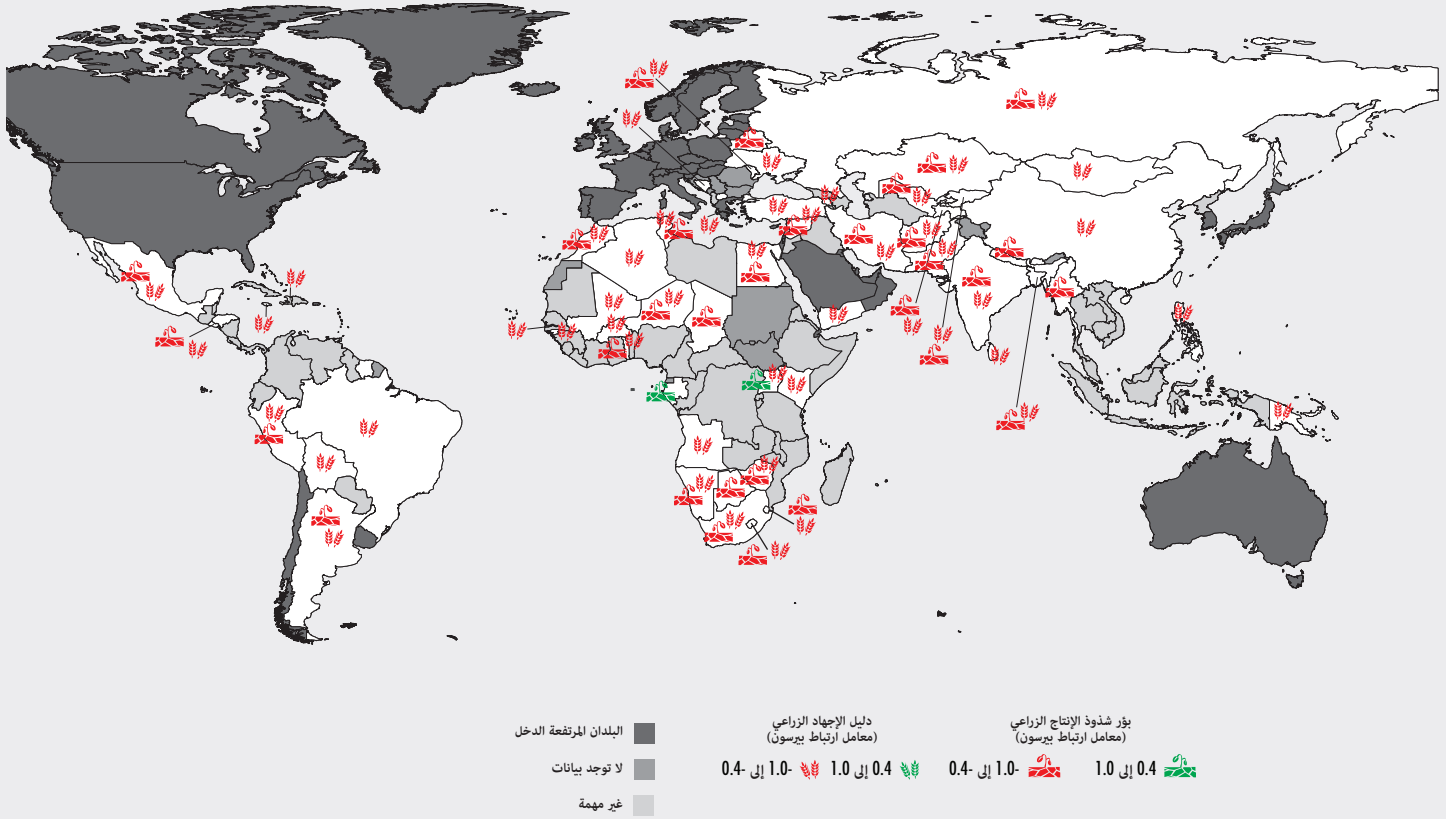 بؤر شذوذ الإنتاج الزراعي
(معامل ارتباط بيرسون)
0.4 إلى 1.0
-1.0 إلى -0.4
دليل الإجهاد الزراعي
(معامل ارتباط بيرسون)
0.4 إلى 1.0
-1.0 إلى -0.4
البلدان المرتفعة الدخل
لا توجد بيانات
غير مهمة